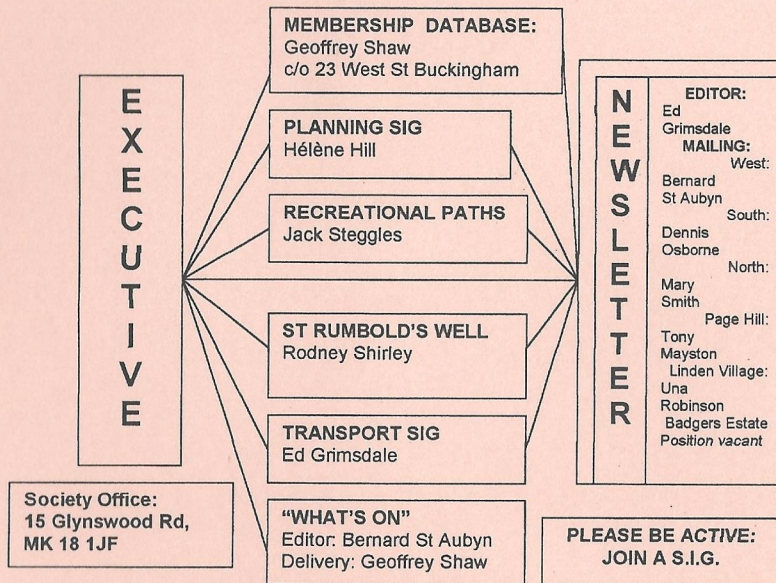 EXECUTIVE
MEMBERSHIP DATABASE:
Geoffrey Shaw
c/o 23 West St Buckingham
PLANNING SIG
Hélène Hill
RECREATIONAL PATHS
Jack Steggles
ST RUMBOLD'S WELL
Rodney Shirley
TRANSPORT SIG
Ed Grimsdale
"WHAT'S ON"
Editor: Bernard St Aubyn
Delivery: Geoffrey Shaw
NEWSLETTER
EDITOR:
Ed
Grimsdale
MAILING:
West:
Bernard
St Aubyn
South:
Dennis
Osborne
North:
Mary
Smith
Page Hill:
Tony
Mayston
Linden Village:
Una
Robinson
Badgers Estate
Position vacant
Society Office:
15 Glynswood Rd,
MK 18 1JF
PLEASE BE ACTIVE:
JOIN A S.I.G.